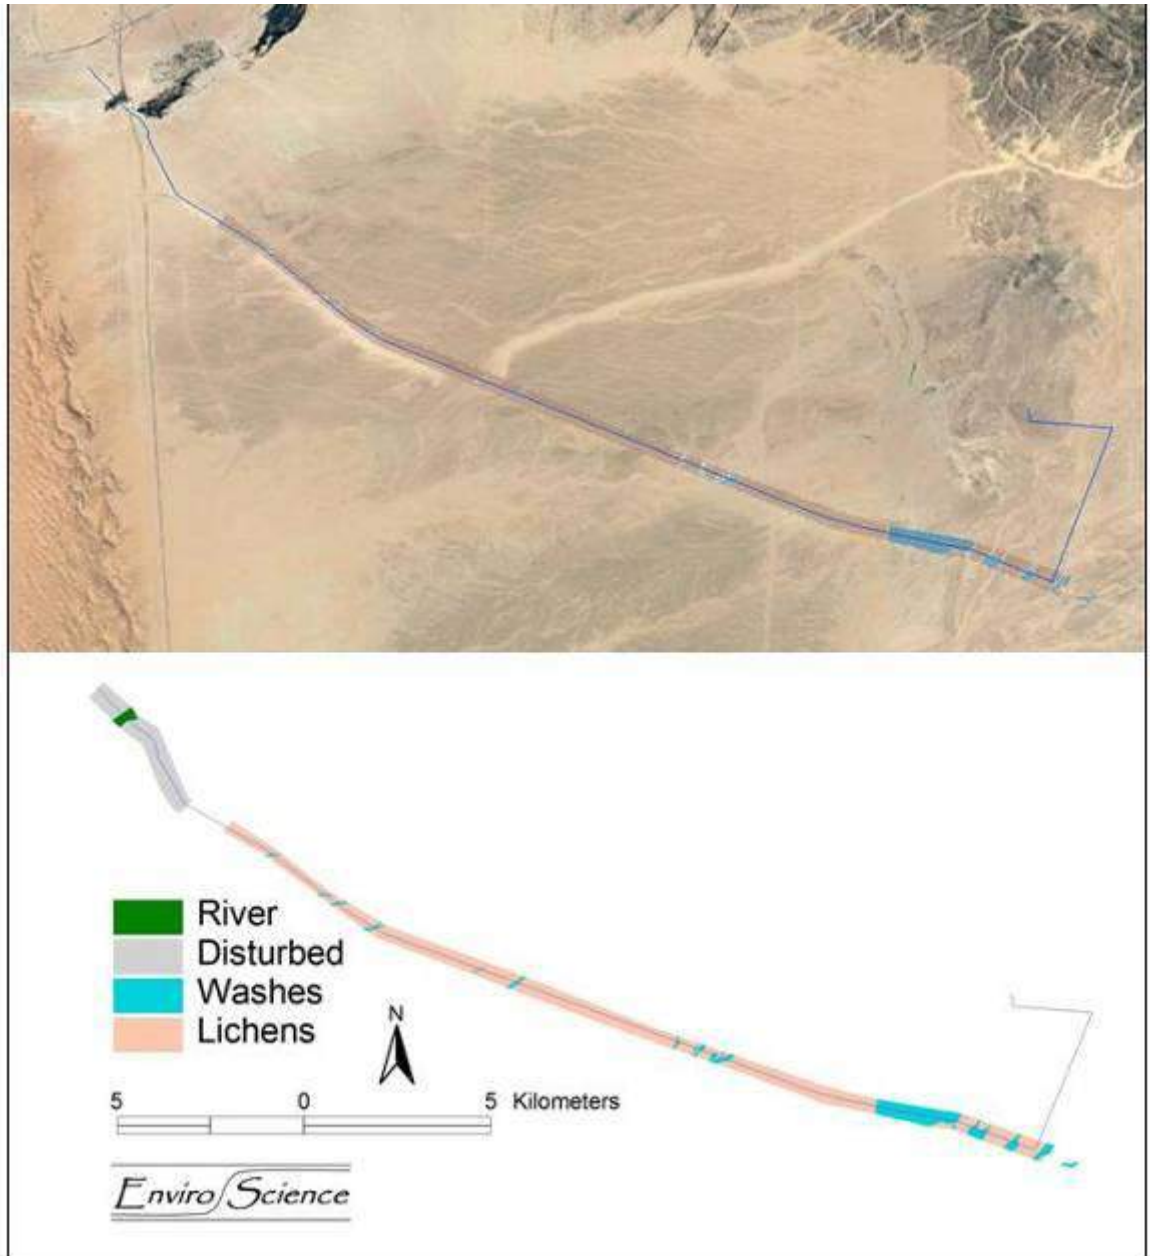 River
Disturbed
Washes
Lichens
N
5 0 5 Kilometers
Enviro Science